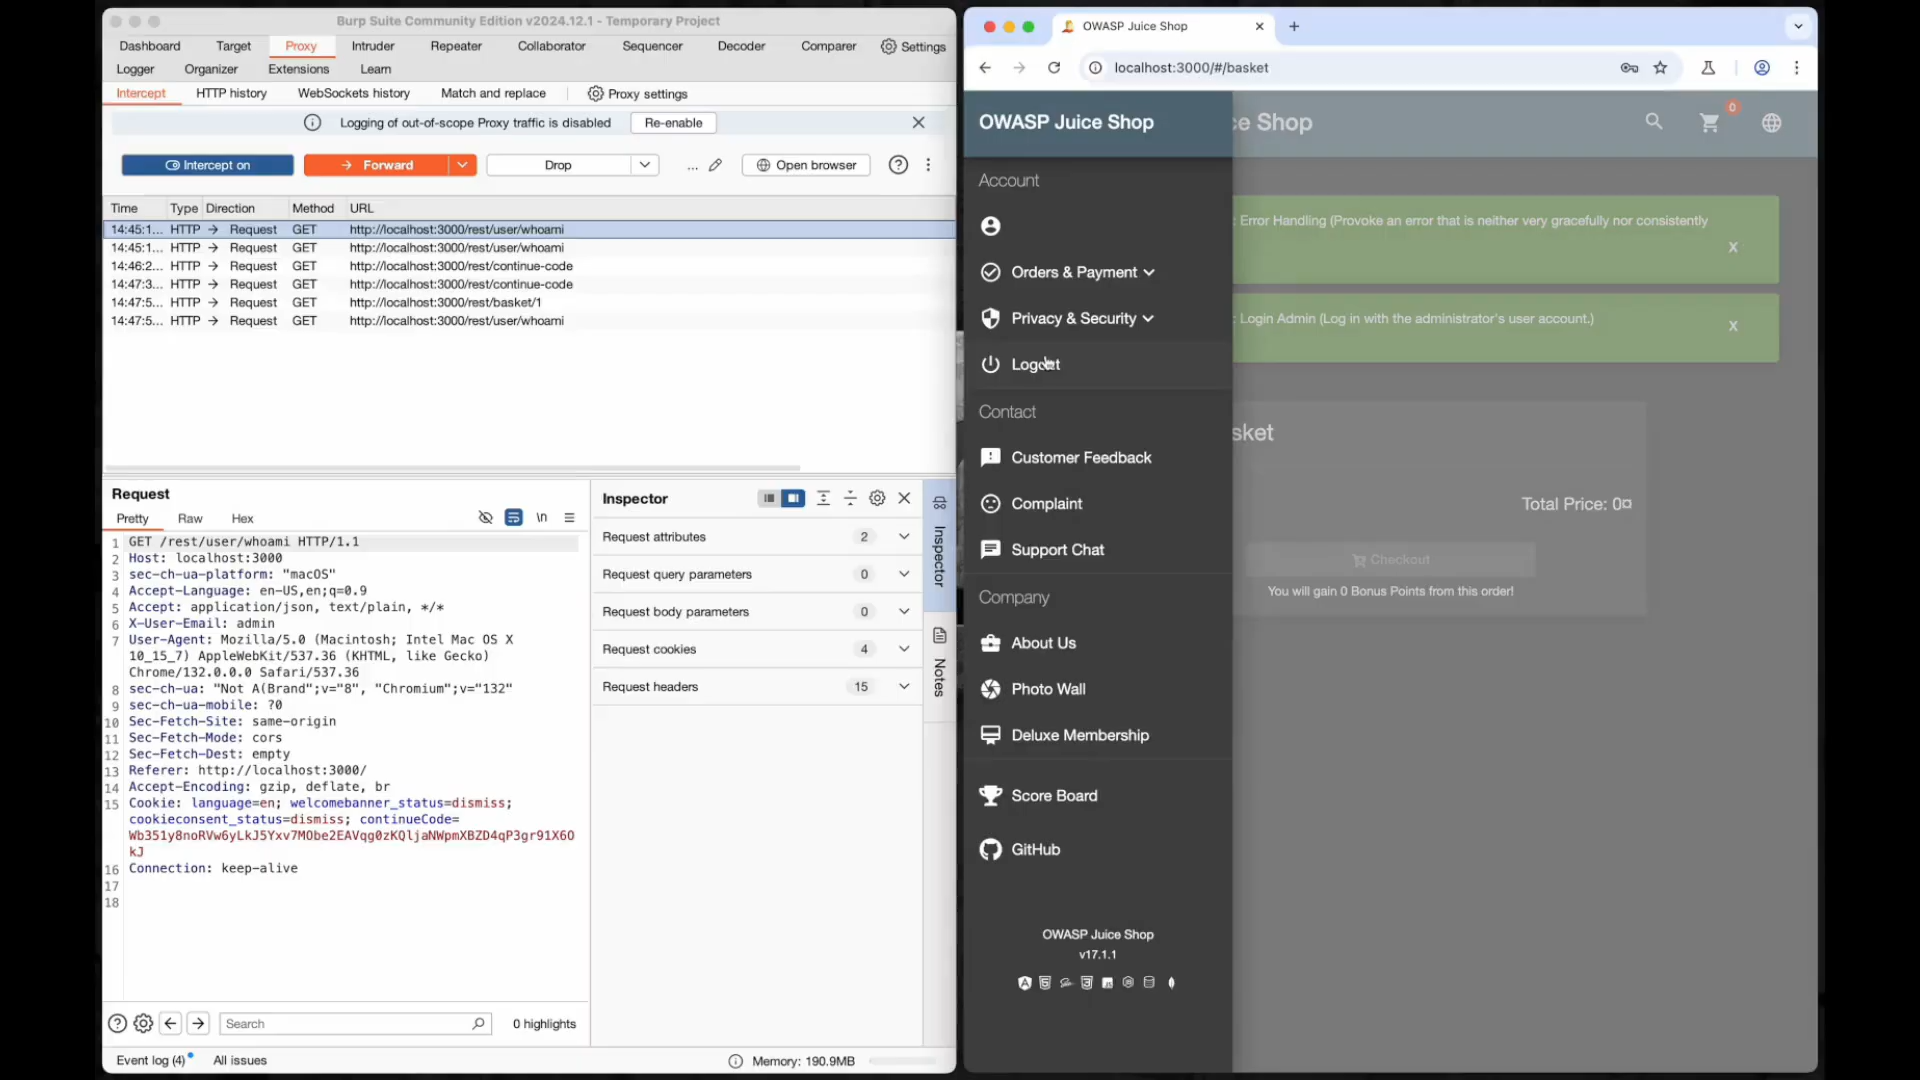 Burp Suite Community Edition v2024.12.1 - Temporary Project
Dashboard Target Proxy Intruder Repeater Collaborator Sequencer Decoder Comparer Settings
Logger Organizer Extensions Learn
Intercept HTTP history WebSockets history Match and replace Proxy settings
Logging of out-of-scope Proxy traffic is disabled Re-enable
Intercept on Forward Drop ... Open browser
Time Type Direction Method URL
14:45:1... HTTP → Request GET http://localhost:3000/rest/user/whoami
14:45:1... HTTP → Request GET http://localhost:3000/rest/user/whoami
14:46:2... HTTP → Request GET http://localhost:3000/rest/continue-code
14:47:3... HTTP → Request GET http://localhost:3000/rest/continue-code
14:47:5... HTTP → Request GET http://localhost:3000/rest/basket/1
14:47:5... HTTP → Request GET http://localhost:3000/rest/user/whoami
Request
Pretty Raw Hex \n
1 GET /rest/user/whoami HTTP/1.1
2 Host: localhost:3000
3 sec-ch-ua-platform: "macOS"
4 Accept-Language: en-US,en;q=0.9
5 Accept: application/json, text/plain, */*
6 X-User-Email: admin
7 User-Agent: Mozilla/5.0 (Macintosh; Intel Mac OS X
10_15_7) AppleWebKit/537.36 (KHTML, like Gecko)
Chrome/132.0.0.0 Safari/537.36
8 sec-ch-ua: "Not A(Brand";v="8", "Chromium";v="132"
9 sec-ch-ua-mobile: ?0
10 Sec-Fetch-Site: same-origin
11 Sec-Fetch-Mode: cors
12 Sec-Fetch-Dest: empty
13 Referer: http://localhost:3000/
14 Accept-Encoding: gzip, deflate, br
15 Cookie: language=en; welcomebanner_status=dismiss;
cookieconsent_status=dismiss; continueCode=
Wb351y8noRVw6yLkJ5Yxv7MObe2EAVqg0zKQljaNWpmXBZD4qP3gr91X6O
kJ
16 Connection: keep-alive
17
18
Inspector
Request attributes 2
Request query parameters 0
Request body parameters 0
Request cookies 4
Request headers 15
Inspector
Notes
Search 0 highlights
Event log (4) All issues Memory: 190.9MB
OWASP Juice Shop
localhost:3000/#/basket
OWASP Juice Shop
ce Shop
0
Account
Orders & Payment
Privacy & Security
Logout
Contact
Customer Feedback
Complaint
Support Chat
Company
About Us
Photo Wall
Deluxe Membership
Score Board
GitHub
OWASP Juice Shop
v17.1.1
: Error Handling (Provoke an error that is neither very gracefully nor consistently
X
: Login Admin (Log in with the administrator's user account.)
X
sket
Total Price: 0¤
Checkout
You will gain 0 Bonus Points from this order!